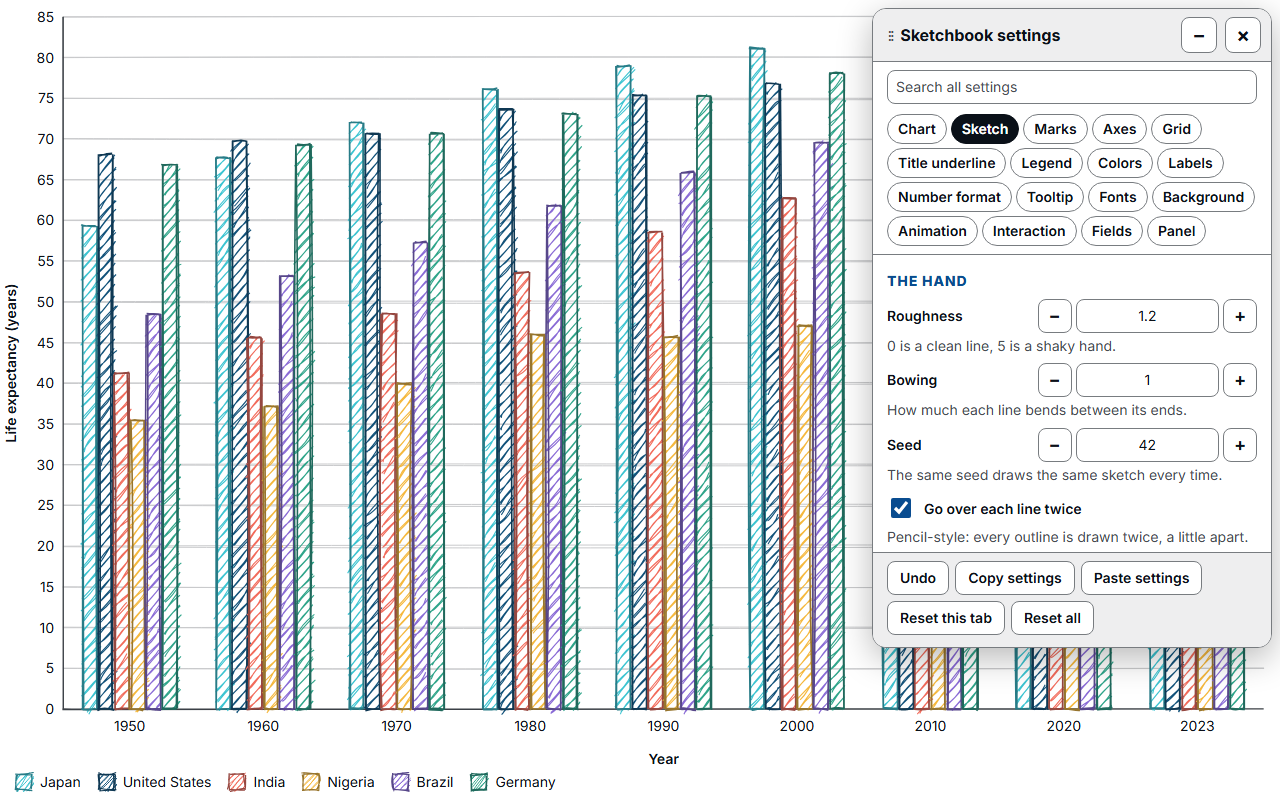 85
80
75
70
65
60
55
50
45
40
35
30
25
20
15
10
5
0
Life expectancy (years)
1950 1960 1970 1980 1990 2000 2010 2020 2023
Year
Japan United States India Nigeria Brazil Germany
Sketchbook settings
Search all settings
Chart Sketch Marks Axes Grid
Title underline Legend Colors Labels
Number format Tooltip Fonts Background
Animation Interaction Fields Panel
THE HAND
Roughness − 1.2 +
0 is a clean line, 5 is a shaky hand.
Bowing − 1 +
How much each line bends between its ends.
Seed − 42 +
The same seed draws the same sketch every time.
Go over each line twice
Pencil-style: every outline is drawn twice, a little apart.
Undo Copy settings Paste settings
Reset this tab Reset all